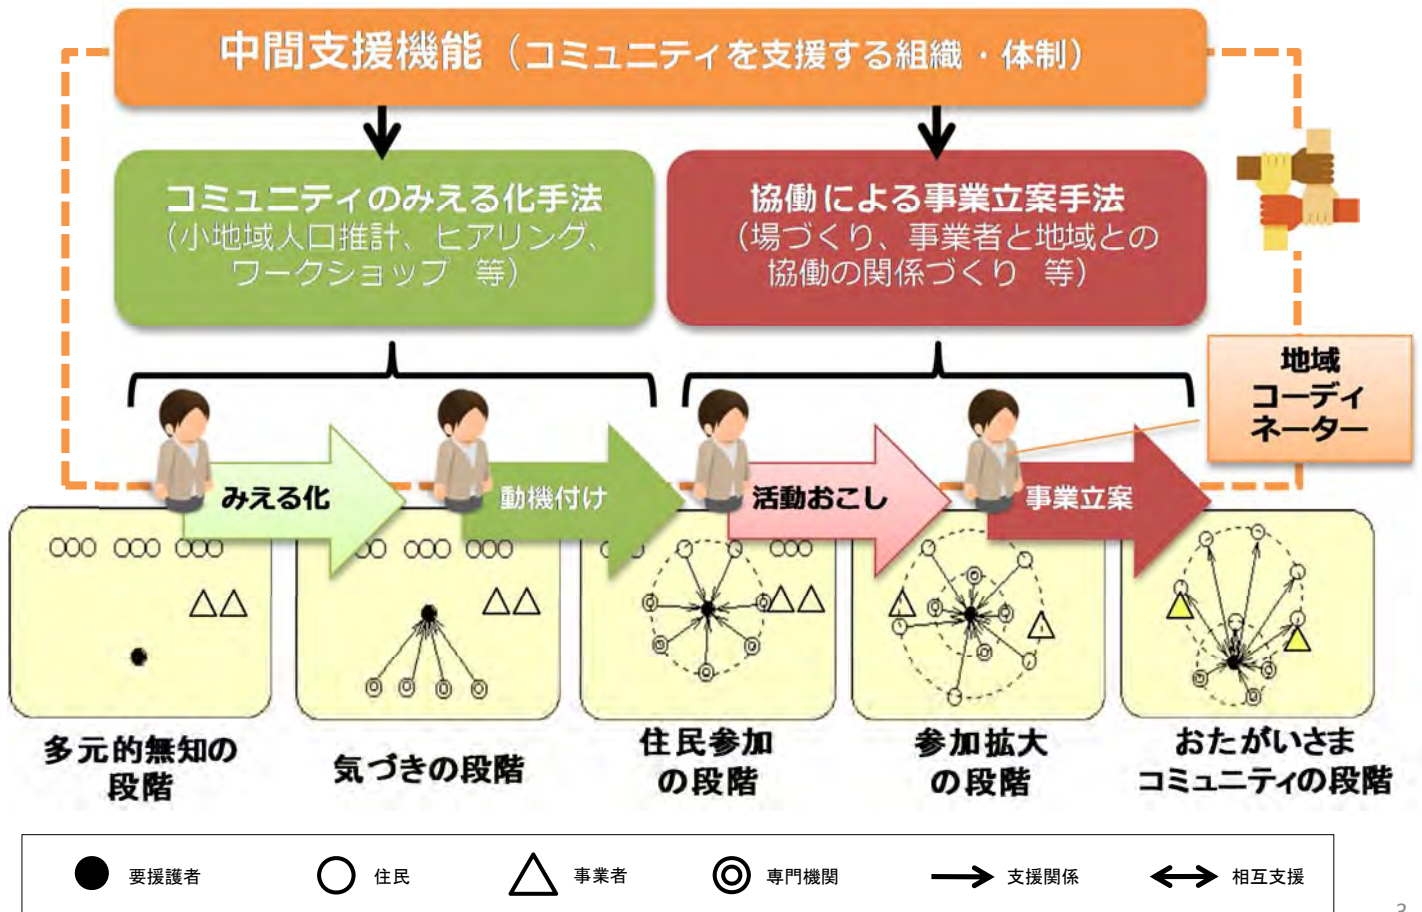 中間支援機能（コミュニティを支援する組織・体制）
コミュニティのみえる化手法
（小地域人口推計、ヒアリング、
ワークショップ 等）
協働による事業立案手法
（場づくり、事業者と地域との
協働の関係づくり 等）
地域
コーディ
ネーター
みえる化
動機付け
活動おこし
事業立案
多元的無知の
段階
気づきの段階
住民参加
の段階
参加拡大
の段階
おたがいさま
コミュニティの段階
要援護者
住民
事業者
専門機関
支援関係
相互支援
3